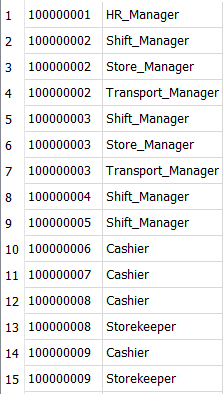 1 100000001 HR_Manager
2 100000002 Shift_Manager
3 100000002 Store_Manager
4 100000002 Transport_Manager
5 100000003 Shift_Manager
6 100000003 Store_Manager
7 100000003 Transport_Manager
8 100000004 Shift_Manager
9 100000005 Shift_Manager
10 100000006 Cashier
11 100000007 Cashier
12 100000008 Cashier
13 100000008 Storekeeper
14 100000009 Cashier
15 100000009 Storekeeper